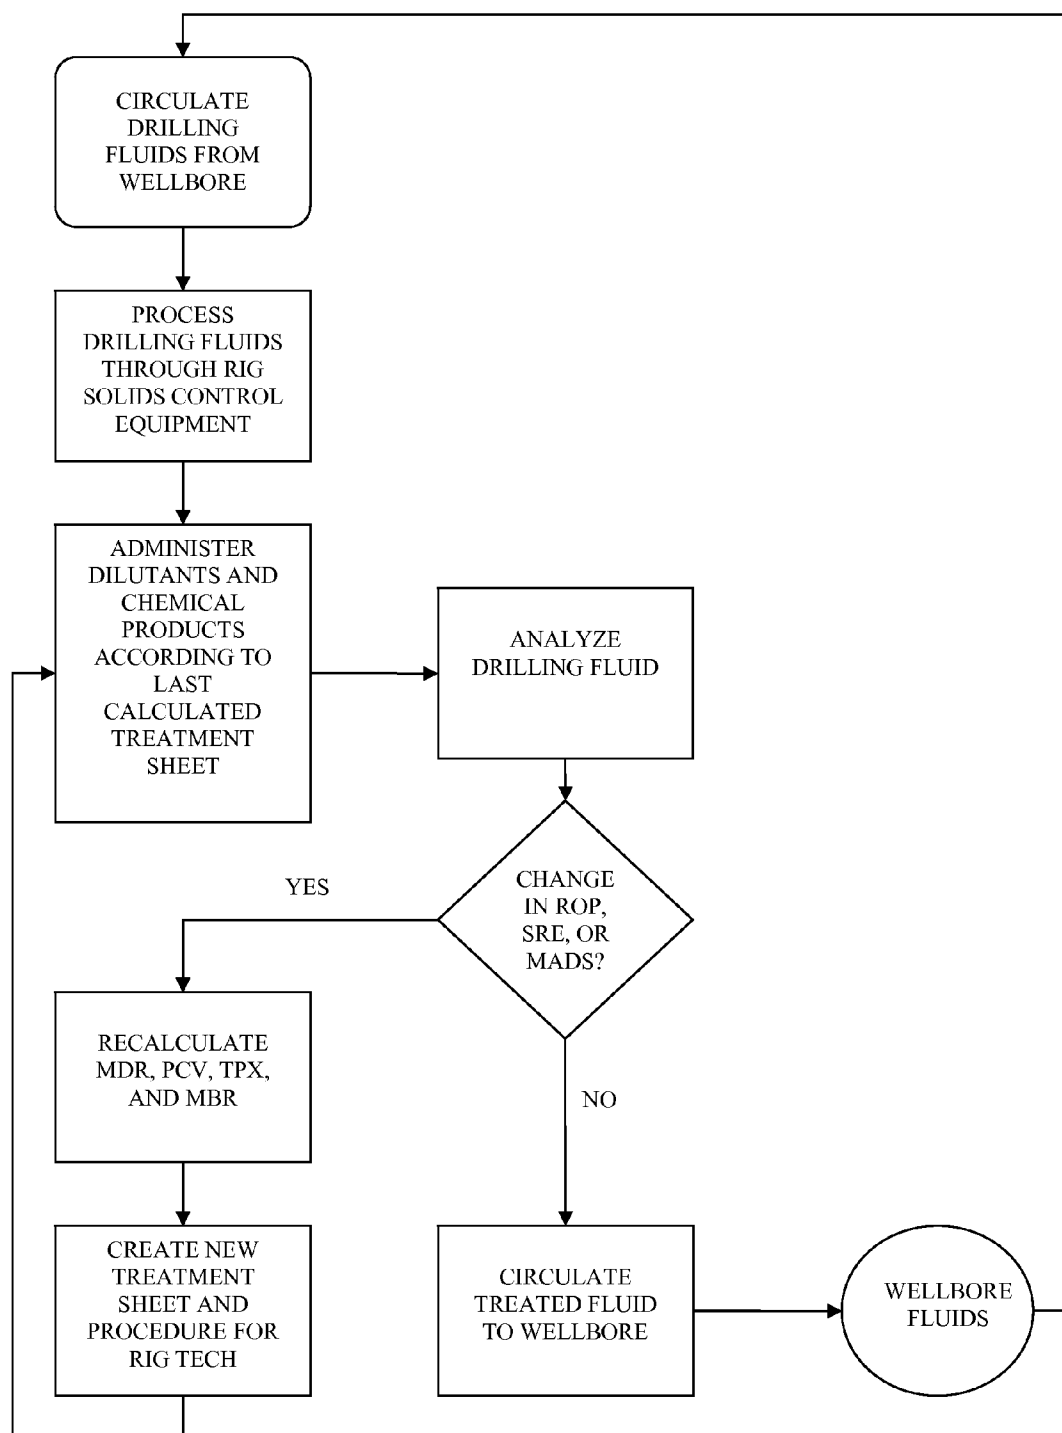 CIRCULATE
DRILLING
FLUIDS FROM
WELLBORE
PROCESS
DRILLING FLUIDS
THROUGH RIG
SOLIDS CONTROL
EQUIPMENT
ADMINISTER
DILUTANTS AND
CHEMICAL
PRODUCTS
ACCORDING TO
LAST
CALCULATED
TREATMENT
SHEET
ANALYZE
DRILLING FLUID
CHANGE
IN ROP,
SRE, OR
MADS?
YES
RECALCULATE
MDR, PCV, TPX,
AND MBR
NO
CREATE NEW
TREATMENT
SHEET AND
PROCEDURE FOR
RIG TECH
CIRCULATE
TREATED FLUID
TO WELLBORE
WELLBORE
FLUIDS